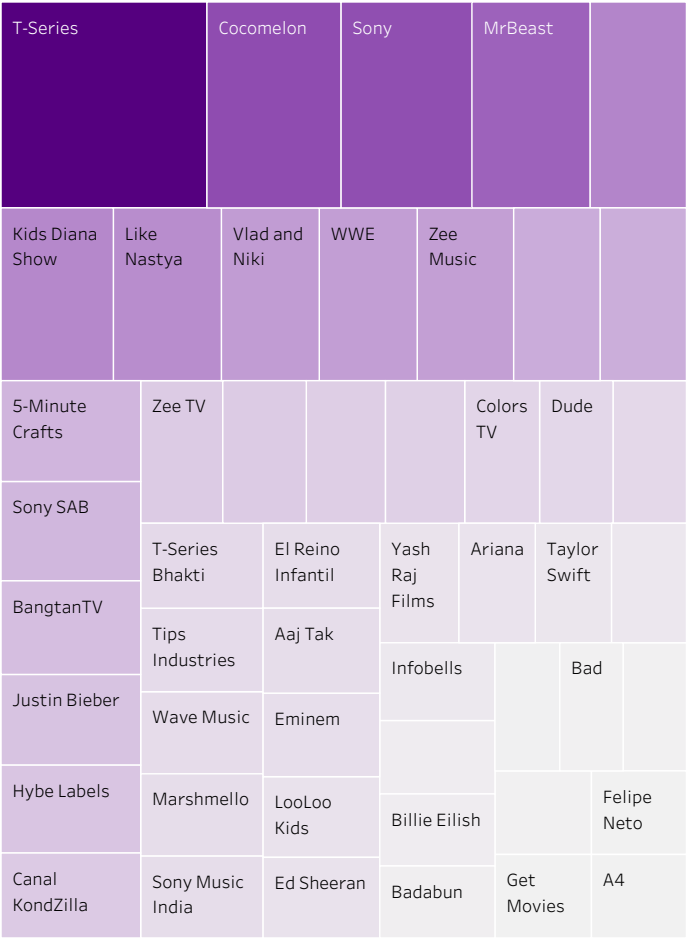 T-Series
Cocomelon
Sony
MrBeast
Kids Diana
Show
Like
Nastya
Vlad and
Niki
WWE
Zee
Music
5-Minute
Crafts
Zee TV
Colors
TV
Dude
Sony SAB
T-Series
Bhakti
El Reino
Infantil
Yash
Raj
Films
Ariana
Taylor
Swift
BangtanTV
Tips
Industries
Aaj Tak
Infobells
Bad
Justin Bieber
Wave Music
Eminem
Hybe Labels
Marshmello
LooLoo
Kids
Billie Eilish
Felipe
Neto
Canal
KondZilla
Sony Music
India
Ed Sheeran
Badabun
Get
Movies
A4